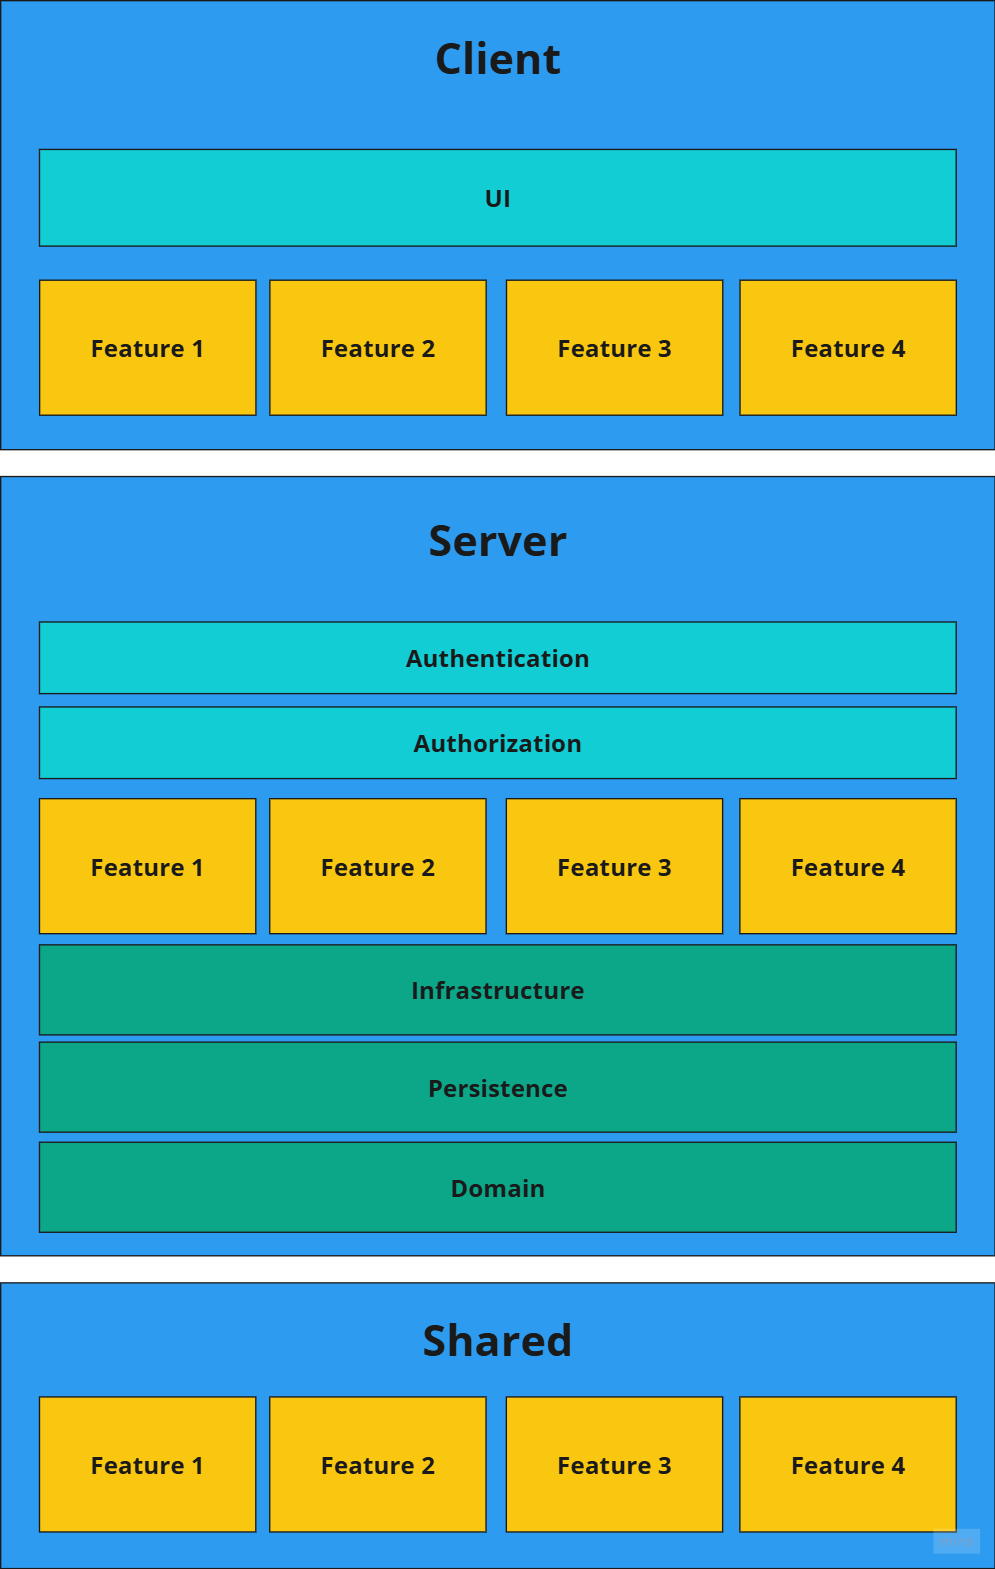 Client
UI
Feature 1
Feature 2
Feature 3
Feature 4
Server
Authentication
Authorization
Feature 1
Feature 2
Feature 3
Feature 4
Infrastructure
Persistence
Domain
Shared
Feature 1
Feature 2
Feature 3
Feature 4